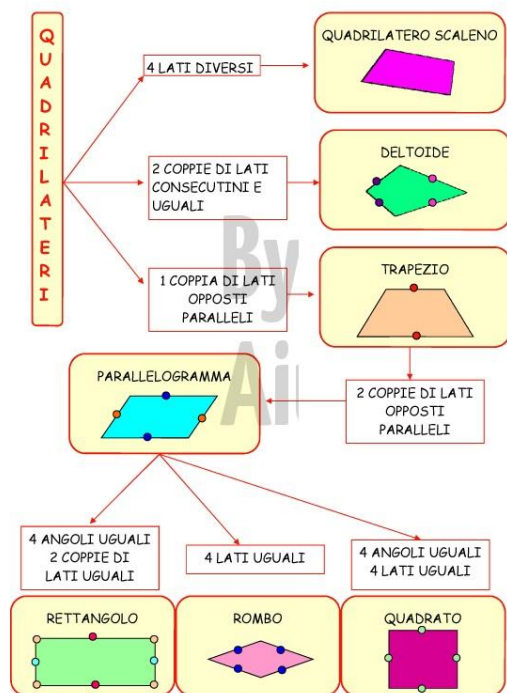 QUADRILATERI
4 LATI DIVERSI
QUADRILATERO SCALENO
2 COPPIE DI LATI
CONSECUTINI E
UGUALI
DELTOIDE
1 COPPIA DI LATI
OPPOSTI
PARALLELI
TRAPEZIO
By
Ai
PARALLELOGRAMMA
2 COPPIE DI LATI
OPPOSTI
PARALLELI
4 ANGOLI UGUALI
2 COPPIE DI
LATI UGUALI
4 LATI UGUALI
4 ANGOLI UGUALI
4 LATI UGUALI
RETTANGOLO
ROMBO
QUADRATO